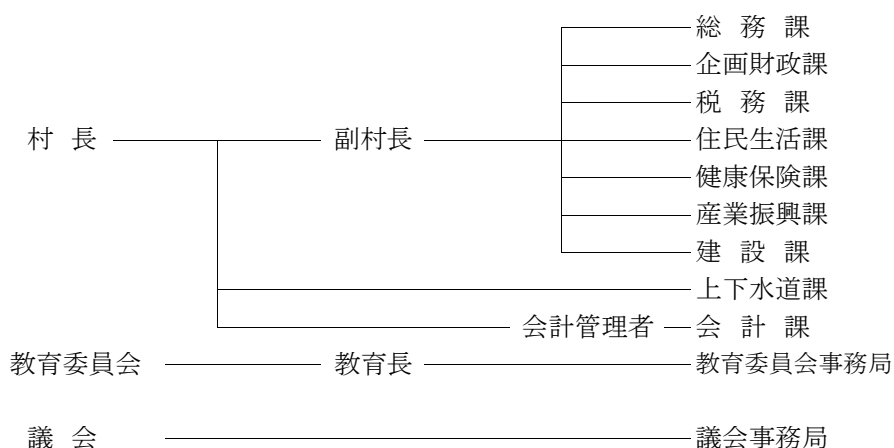 総 務 課
企画財政課
税 務 課
村 長 副村長 住民生活課
健康保険課
産業振興課
建 設 課
上下水道課
会計管理者 会 計 課
教育委員会 教育長 教育委員会事務局
議 会 議会事務局